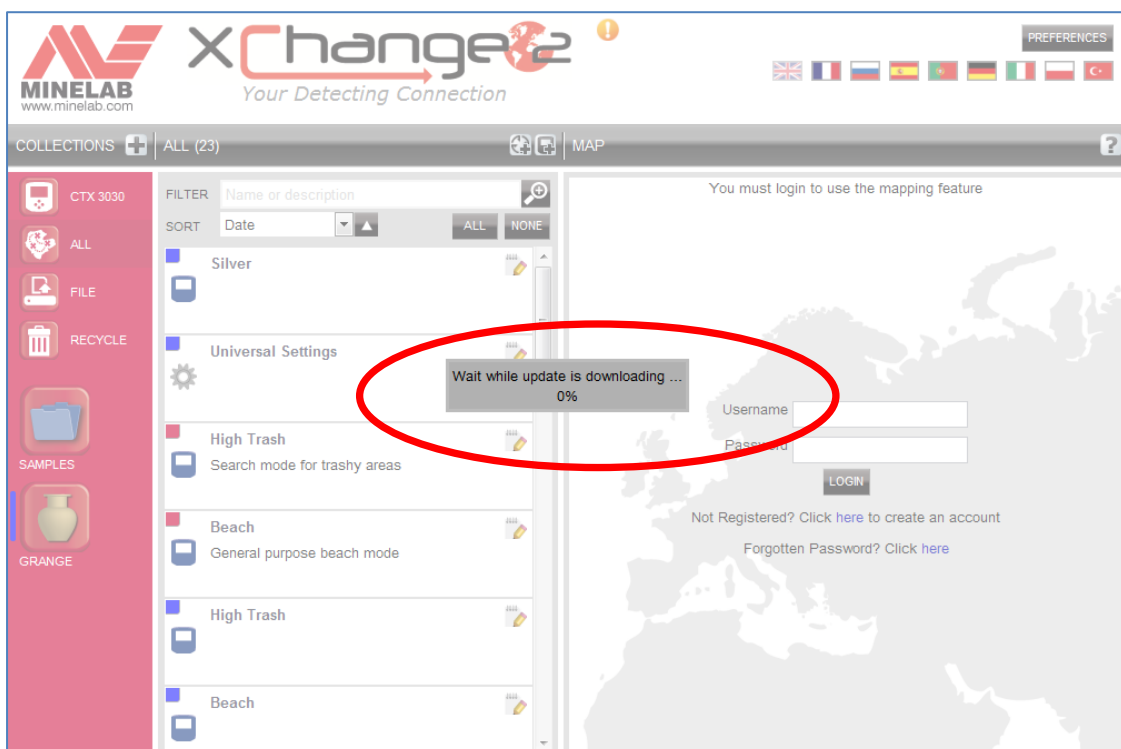 MINELAB
www.minelab.com
XChange 2
Your Detecting Connection
PREFERENCES
COLLECTIONS
ALL (23)
MAP
?
CTX 3030
ALL
FILE
RECYCLE
SAMPLES
GRANGE
FILTER
Name or description
SORT
Date
ALL
NONE
Silver
Universal Settings
High Trash
Search mode for trashy areas
Beach
General purpose beach mode
High Trash
Beach
Wait while update is downloading ...
0%
You must login to use the mapping feature
Username
Password
LOGIN
Not Registered? Click here to create an account
Forgotten Password? Click here